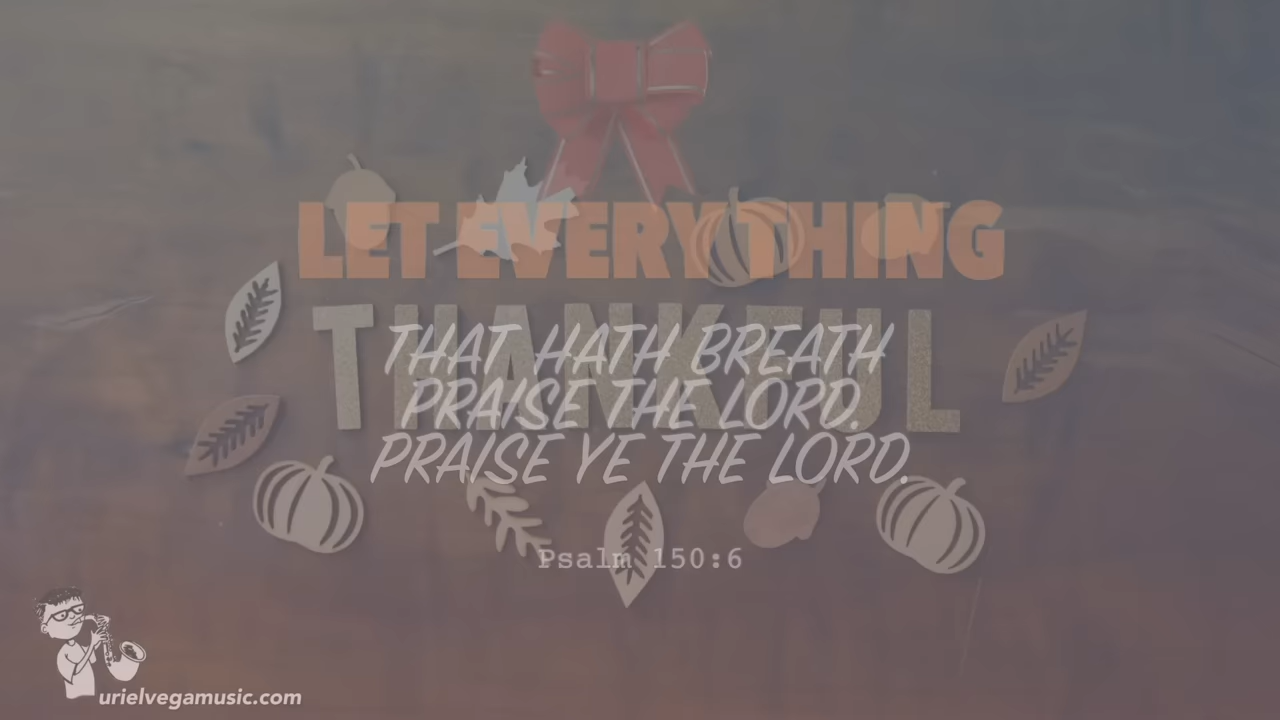 LET EVERYTHING
THANKFUL
THAT HATH BREATH
PRAISE THE LORD.
PRAISE YE THE LORD.
Psalm 150:6
urielvegamusic.com